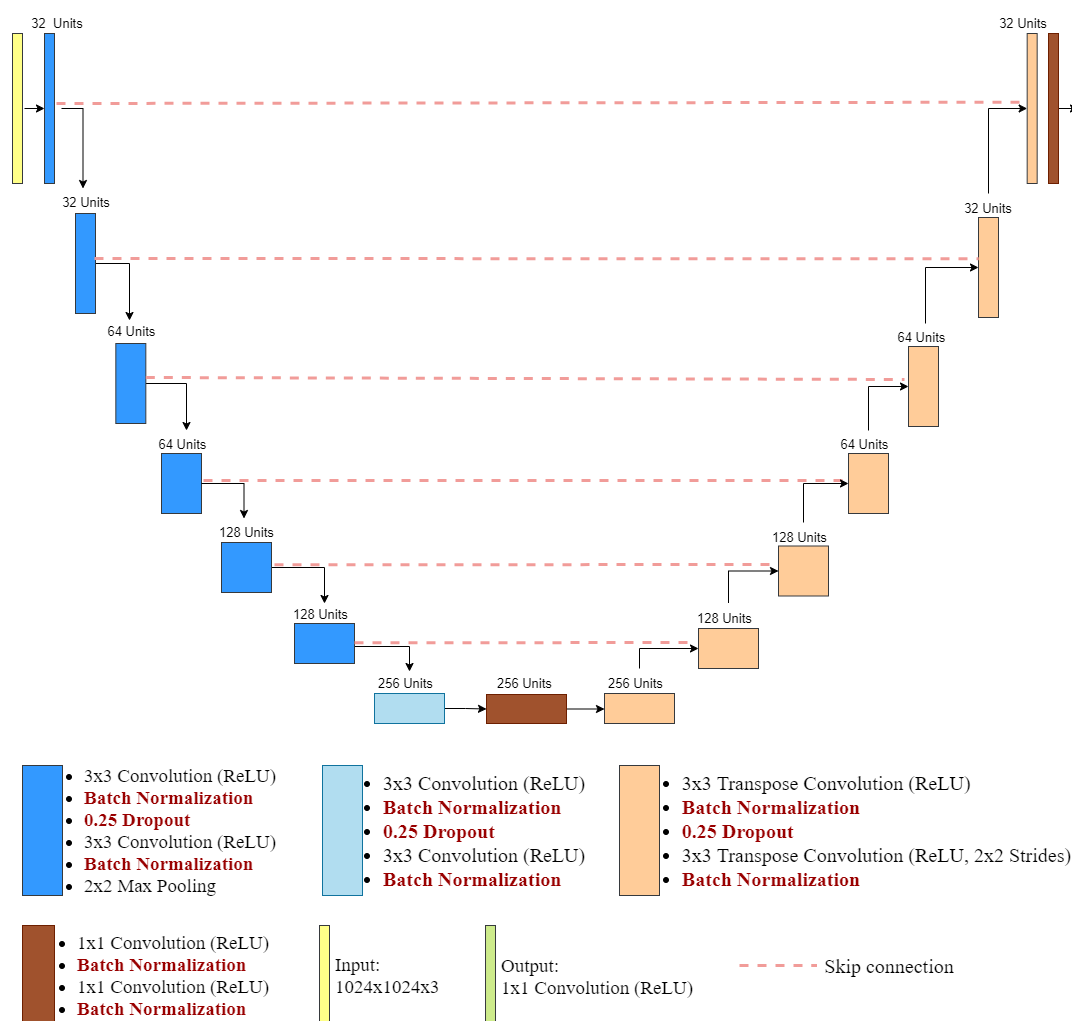 32 Units
32 Units
32 Units
32 Units
64 Units
64 Units
64 Units
64 Units
128 Units
128 Units
128 Units
128 Units
256 Units
256 Units
256 Units
3x3 Convolution (ReLU)
Batch Normalization
0.25 Dropout
3x3 Convolution (ReLU)
Batch Normalization
2x2 Max Pooling
3x3 Convolution (ReLU)
Batch Normalization
0.25 Dropout
3x3 Convolution (ReLU)
Batch Normalization
3x3 Transpose Convolution (ReLU)
Batch Normalization
0.25 Dropout
3x3 Transpose Convolution (ReLU, 2x2 Strides)
Batch Normalization
1x1 Convolution (ReLU)
Batch Normalization
1x1 Convolution (ReLU)
Batch Normalization
Input:
1024x1024x3
Output:
1x1 Convolution (ReLU)
Skip connection